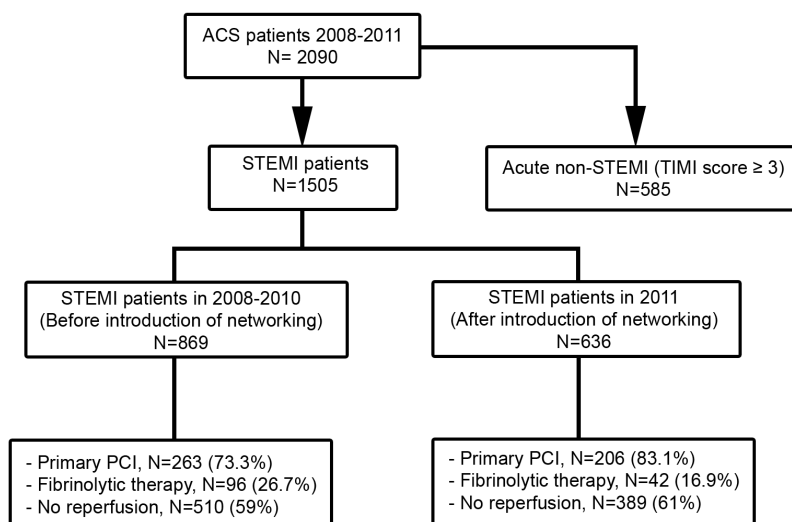 ACS patients 2008-2011
N= 2090
STEMI patients
N=1505
Acute non-STEMI (TIMI score ≥ 3)
N=585
STEMI patients in 2008-2010
(Before introduction of networking)
N=869
STEMI patients in 2011
(After introduction of networking)
N=636
- Primary PCI, N=263 (73.3%)
- Fibrinolytic therapy, N=96 (26.7%)
- No reperfusion, N=510 (59%)
- Primary PCI, N=206 (83.1%)
- Fibrinolytic therapy, N=42 (16.9%)
- No reperfusion, N=389 (61%)